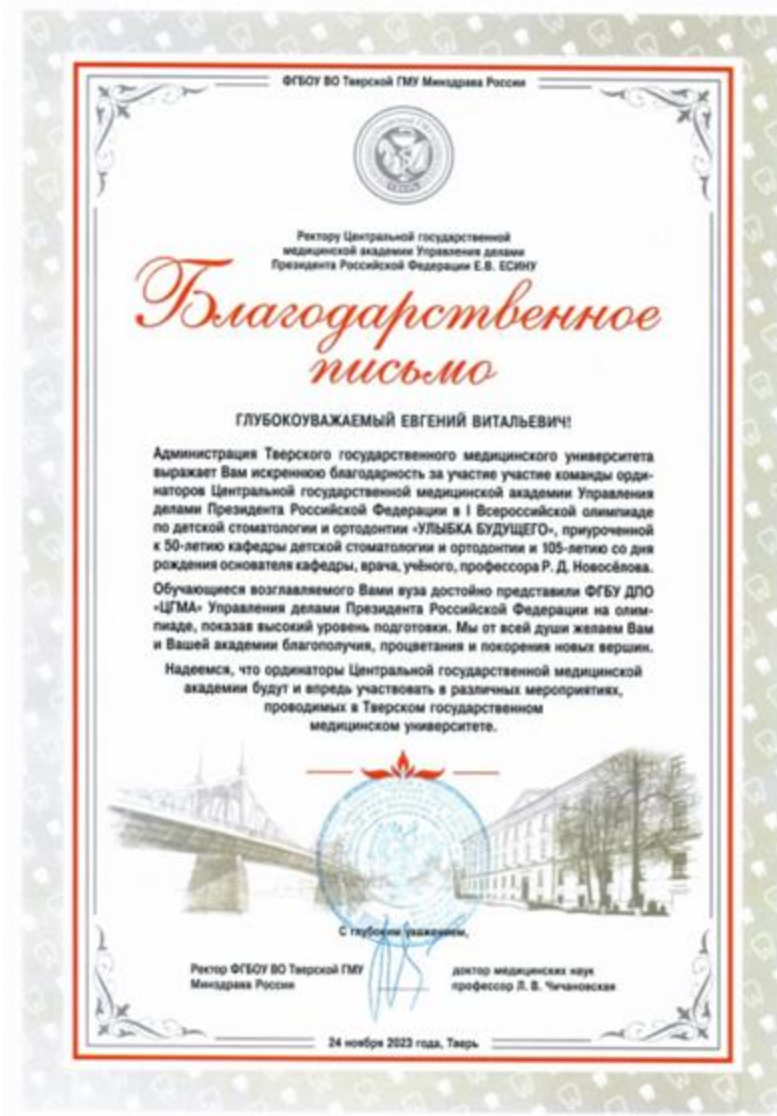 ФГБОУ ВО Тверской ГМУ Минздрава России
Ректору Центральной государственной
медицинской академии Управления делами
Президента Российской Федерации Е.В. ЕСИНУ
Благодарственное
письмо
ГЛУБОКОУВАЖАЕМЫЙ ЕВГЕНИЙ ВИТАЛЬЕВИЧ!
Администрация Тверского государственного медицинского университета
выражает Вам искреннюю благодарность за участие участие команды орди-
наторов Центральной государственной медицинской академии Управления
делами Президента Российской Федерации в I Всероссийской олимпиаде
по детской стоматологии и ортодонтии «УЛЫБКА БУДУЩЕГО», приуроченной
к 50-летию кафедры детской стоматологии и ортодонтии и 105-летию со дня
рождения основателя кафедры, врача, учёного, профессора Р. Д. Новосёлова.
Обучающиеся возглавляемого Вами вуза достойно представили ФГБУ ДПО
«ЦГМА» Управления делами Президента Российской Федерации на олим-
пиаде, показав высокий уровень подготовки. Мы от всей души желаем Вам
и Вашей академии благополучия, процветания и покорения новых вершин.
Надеемся, что ординаторы Центральной государственной медицинской
академии будут и впредь участвовать в различных мероприятиях,
проводимых в Тверском государственном
медицинском университете.
С глубоким уважением,
Ректор ФГБОУ ВО Тверской ГМУ
Минздрава России
доктор медицинских наук
профессор Л. В. Чичановская
24 ноября 2023 года, Тверь